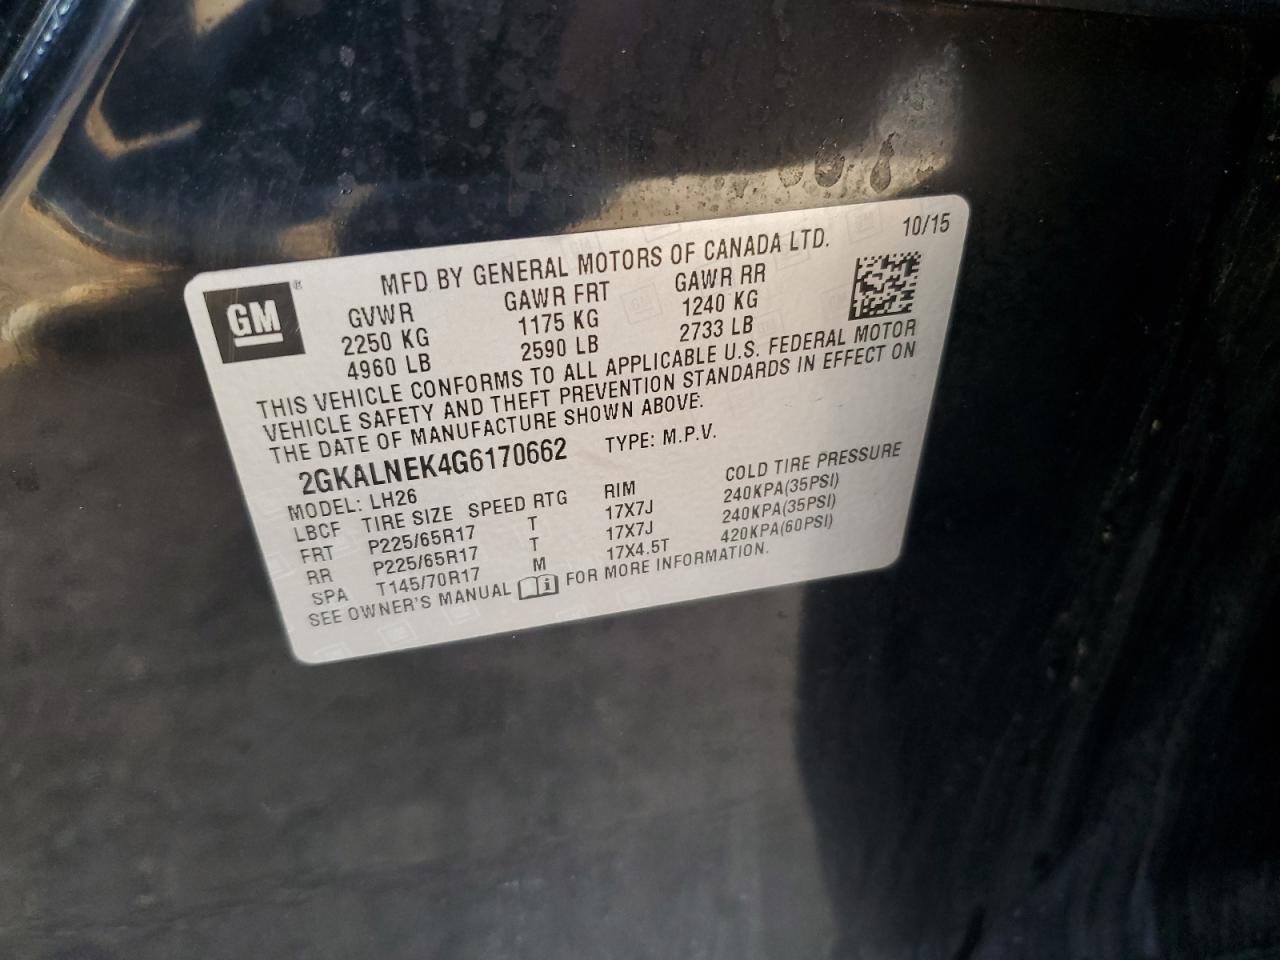 10/15
GM ®
MFD BY GENERAL MOTORS OF CANADA LTD.
GVWR GAWR FRT GAWR RR
2250 KG 1175 KG 1240 KG
4960 LB 2590 LB 2733 LB
THIS VEHICLE CONFORMS TO ALL APPLICABLE U.S. FEDERAL MOTOR
VEHICLE SAFETY AND THEFT PREVENTION STANDARDS IN EFFECT ON
THE DATE OF MANUFACTURE SHOWN ABOVE.
2GKALNEK4G6170662 TYPE: M.P.V.
MODEL: LH26
LBCF TIRE SIZE SPEED RTG RIM COLD TIRE PRESSURE
FRT P225/65R17 T 17X7J 240KPA(35PSI)
RR P225/65R17 T 17X7J 240KPA(35PSI)
SPA T145/70R17 M 17X4.5T 420KPA(60PSI)
SEE OWNER'S MANUAL i FOR MORE INFORMATION.